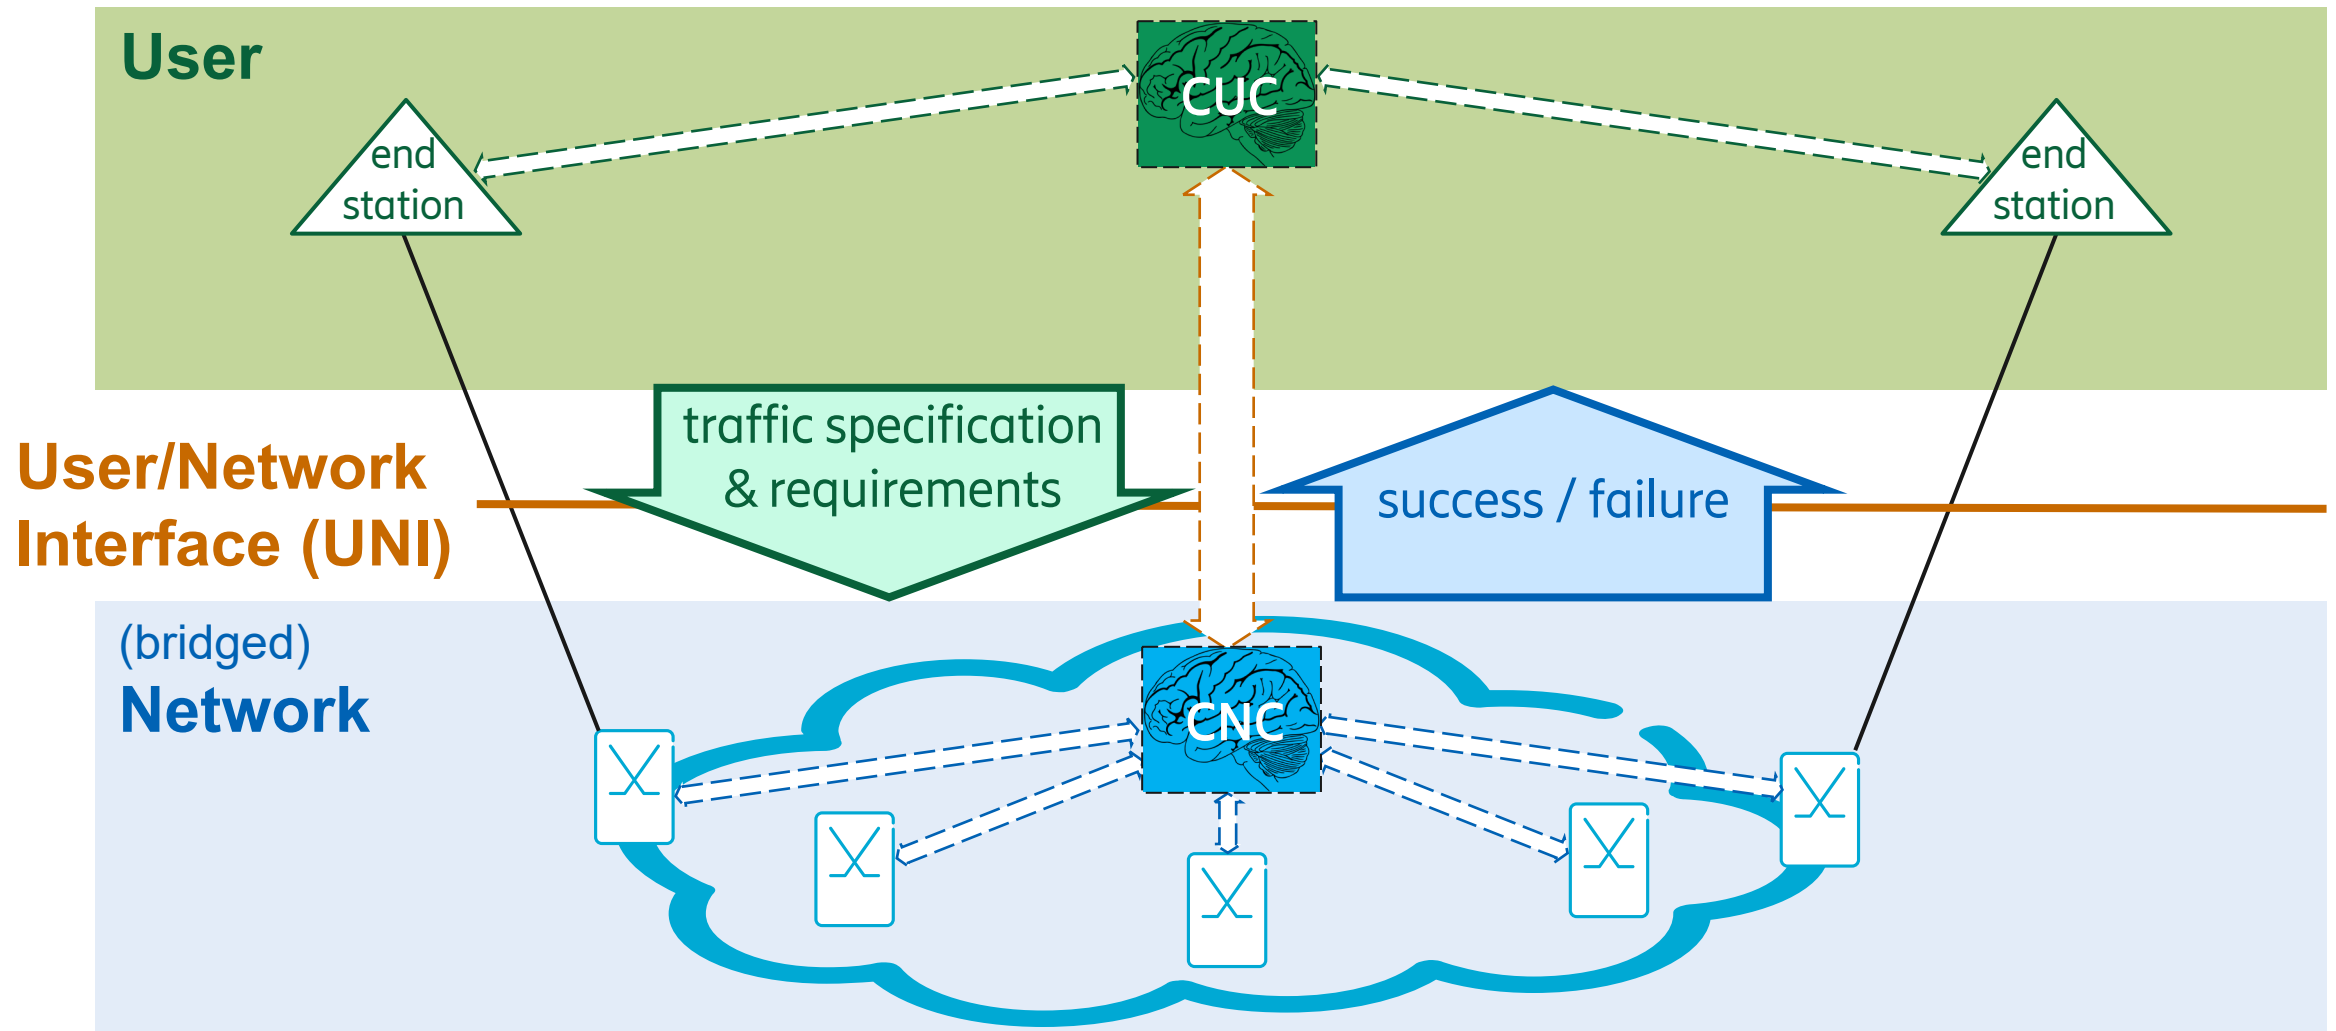 User
CUC
end
station
end
station
traffic specification
& requirements
success / failure
User/Network
Interface (UNI)
(bridged)
Network
CNC